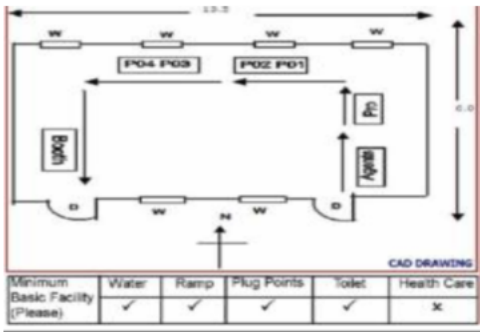 W W W W
P04 P03 P02 P01
Pro
Booth
D W W D
N
CAD DRAWING
Minimum Basic Facility (Please) Water Ramp Plug Points Toilet Health Care
✓ ✓ ✓ ✓ ×